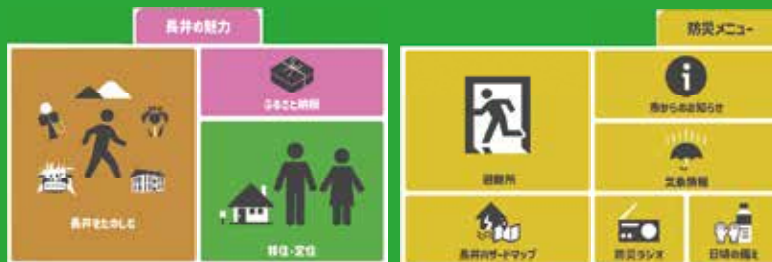 長井の魅力
長井をたのしむ
ふるさと納税
移住・定住
防災メニュー
避難所
市からのお知らせ
気象情報
長井市ハザードマップ
防災ラジオ
日頃の備え